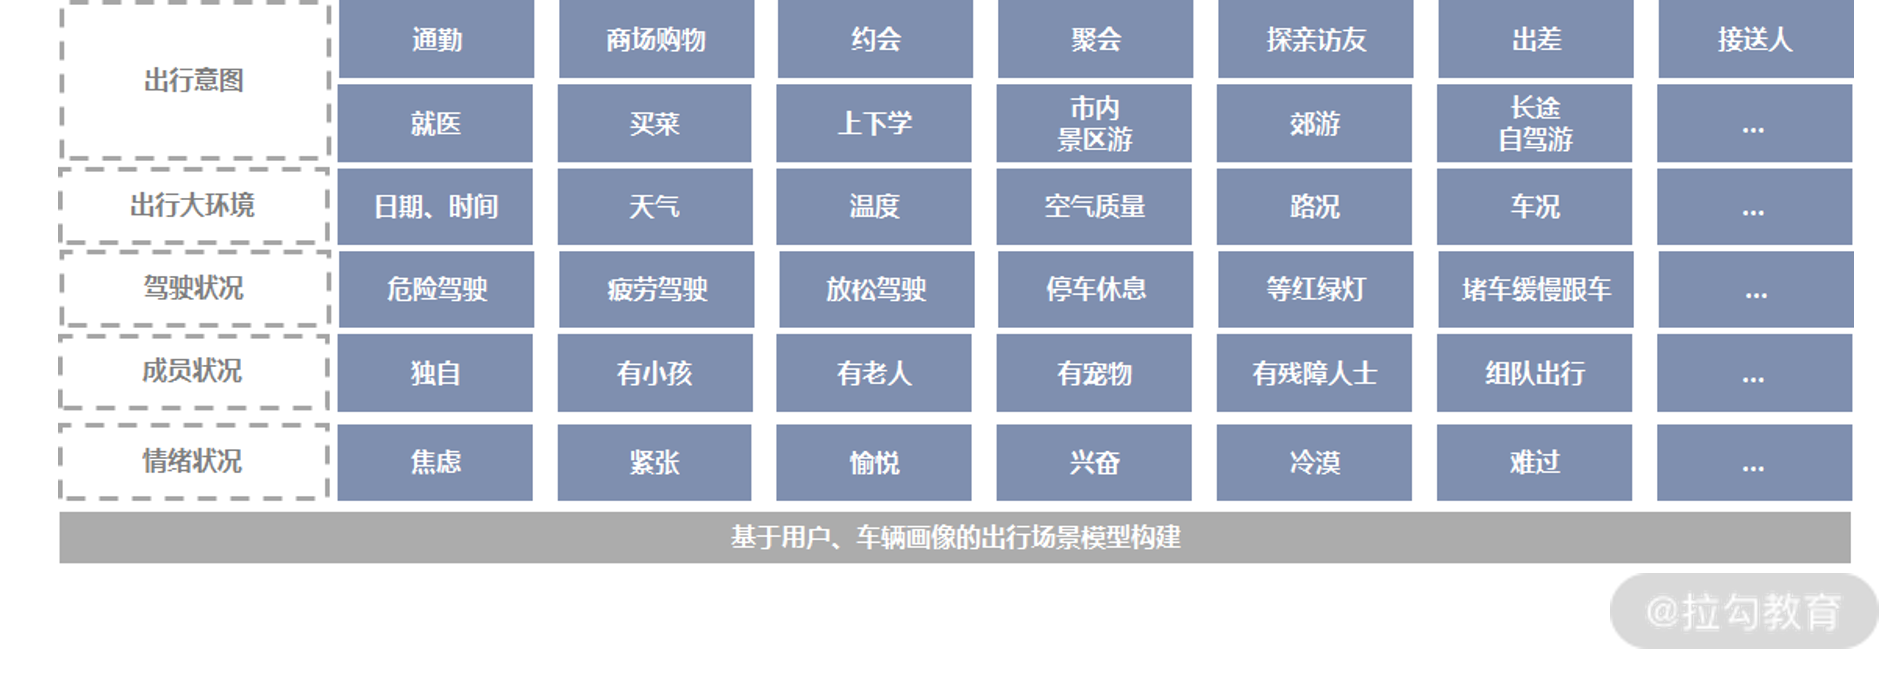 出行意图
通勤
商场购物
约会
聚会
探亲访友
出差
接送人
就医
买菜
上下学
市内
景区游
郊游
长途
自驾游
...
出行大环境
日期、时间
天气
温度
空气质量
路况
车况
...
驾驶状况
危险驾驶
疲劳驾驶
放松驾驶
停车休息
等红绿灯
堵车缓慢跟车
...
成员状况
独自
有小孩
有老人
有宠物
有残障人士
组队出行
...
情绪状况
焦虑
紧张
愉悦
兴奋
冷漠
难过
...
基于用户、车辆画像的出行场景模型构建
@拉勾教育